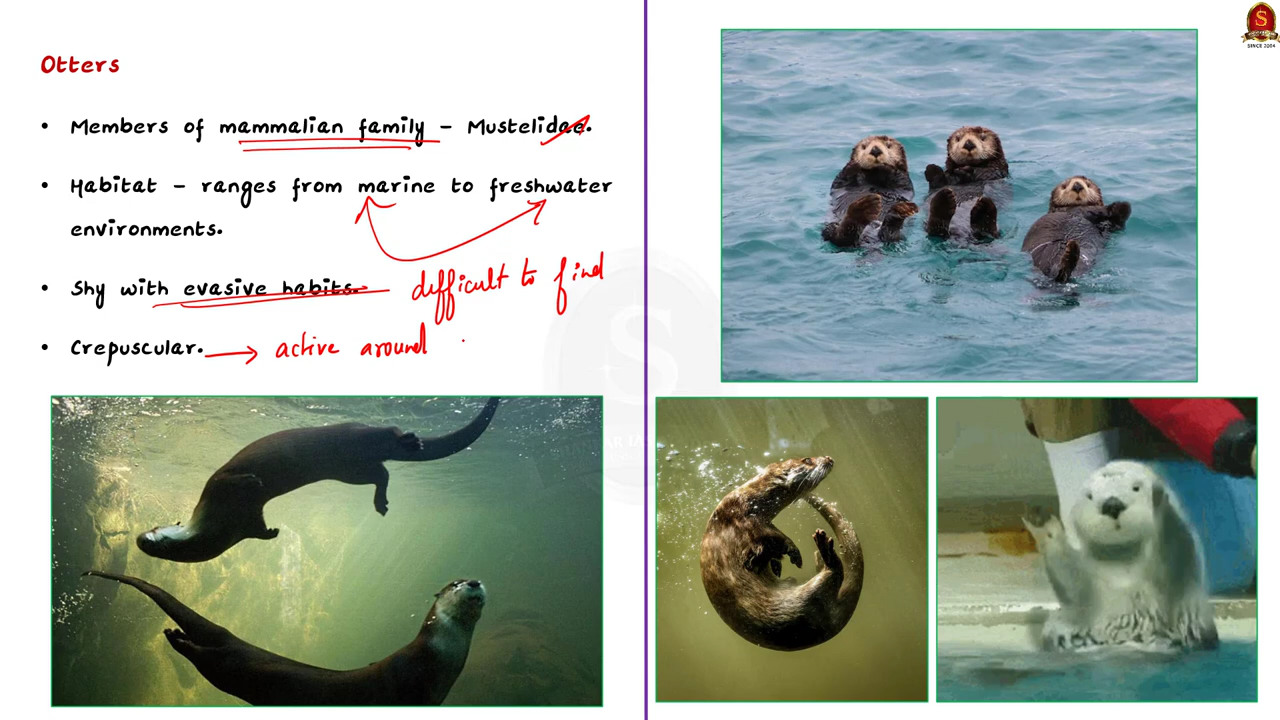 Otters
• Members of mammalian family - Mustelidae.
• Habitat - ranges from marine to freshwater
environments.
• Shy with evasive habits. difficult to find
• Crepuscular. → active around
S
SINCE 2004